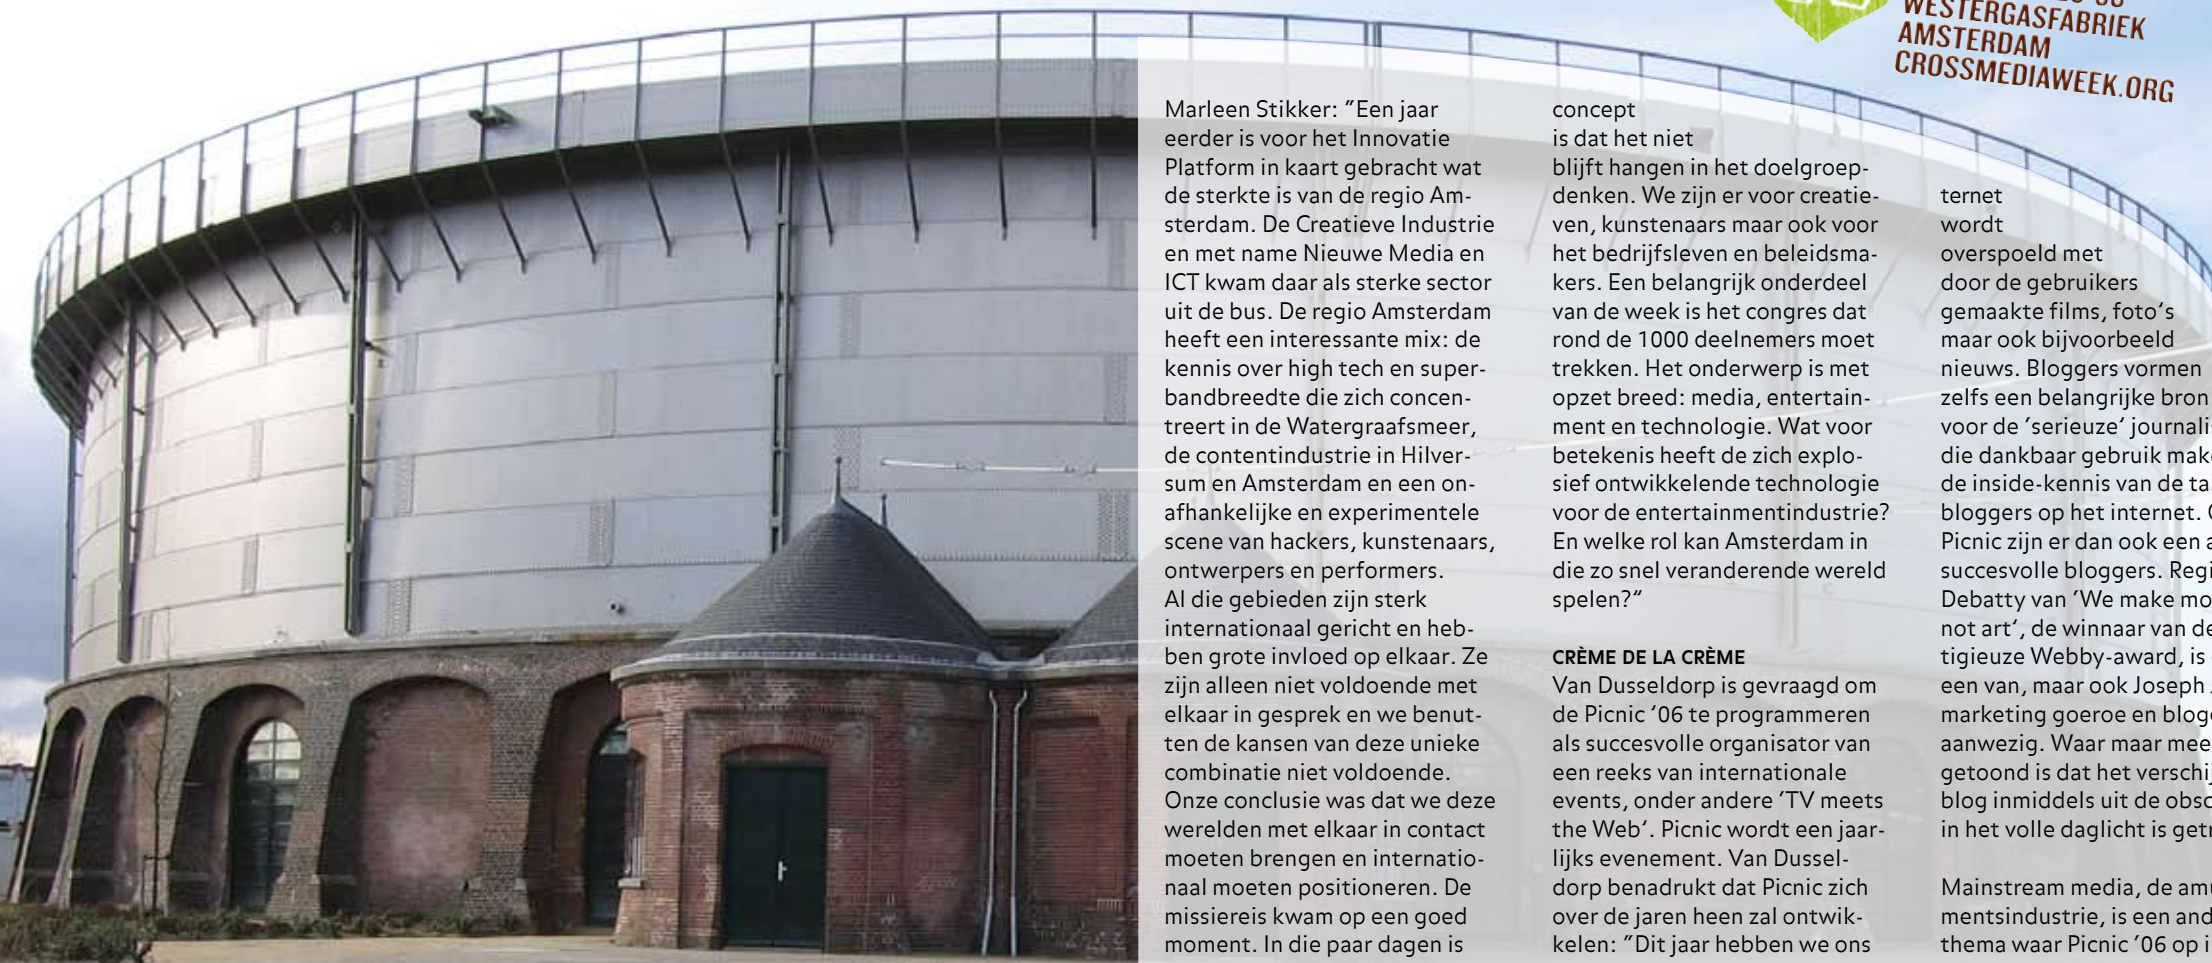 WESTERGASFABRIEK
AMSTERDAM
CROSSMEDIAWEEK.ORG
Marleen Stikker: "Een jaar
eerder is voor het Innovatie
Platform in kaart gebracht wat
de sterkte is van de regio Am-
sterdam. De Creatieve Industrie
en met name Nieuwe Media en
ICT kwam daar als sterke sector
uit de bus. De regio Amsterdam
heeft een interessante mix: de
kennis over high tech en super-
bandbreedte die zich concen-
treert in de Watergraafsmeer,
de contentindustrie in Hilver-
sum en Amsterdam en een on-
afhankelijke en experimentele
scene van hackers, kunstenaars,
ontwerpers en performers.
Al die gebieden zijn sterk
internationaal gericht en heb-
ben grote invloed op elkaar. Ze
zijn alleen niet voldoende met
elkaar in gesprek en we benut-
ten de kansen van deze unieke
combinatie niet voldoende.
Onze conclusie was dat we deze
werelden met elkaar in contact
moeten brengen en internatio-
naal moeten positioneren. De
missiereis kwam op een goed
moment. In die paar dagen is
concept
is dat het niet
blijft hangen in het doelgroep-
denken. We zijn er voor creatie-
ven, kunstenaars maar ook voor
het bedrijfsleven en beleidsma-
kers. Een belangrijk onderdeel
van de week is het congres dat
rond de 1000 deelnemers moet
trekken. Het onderwerp is met
opzet breed: media, entertain-
ment en technologie. Wat voor
betekenis heeft de zich explo-
sief ontwikkelende technologie
voor de entertainmentindustrie?
En welke rol kan Amsterdam in
die zo snel veranderende wereld
spelen?"
CRÈME DE LA CRÈME
Van Dusseldorp is gevraagd om
de Picnic '06 te programmeren
als succesvolle organisator van
een reeks van internationale
events, onder andere 'TV meets
the Web'. Picnic wordt een jaar-
lijks evenement. Van Dussel-
dorp benadrukt dat Picnic zich
over de jaren heen zal ontwik-
kelen: "Dit jaar hebben we ons
ternet
wordt
overspoeld met
door de gebruikers
gemaakte films, foto's
maar ook bijvoorbeeld
nieuws. Bloggers vormen
zelfs een belangrijke bron
voor de 'serieuze' journali
die dankbaar gebruik mak
de inside-kennis van de ta
bloggers op het internet.
Picnic zijn er dan ook een a
succesvolle bloggers. Regi
Debatty van 'We make mo
not art', de winnaar van de
tigieuze Webby-award, is
een van, maar ook Joseph
marketing goeroe en blog
aanwezig. Waar maar mee
getoond is dat het verschij
blog inmiddels uit de obsc
in het volle daglicht is getr
Mainstream media, de amu
mentsindustrie, is een and
thema waar Picnic '06 op i